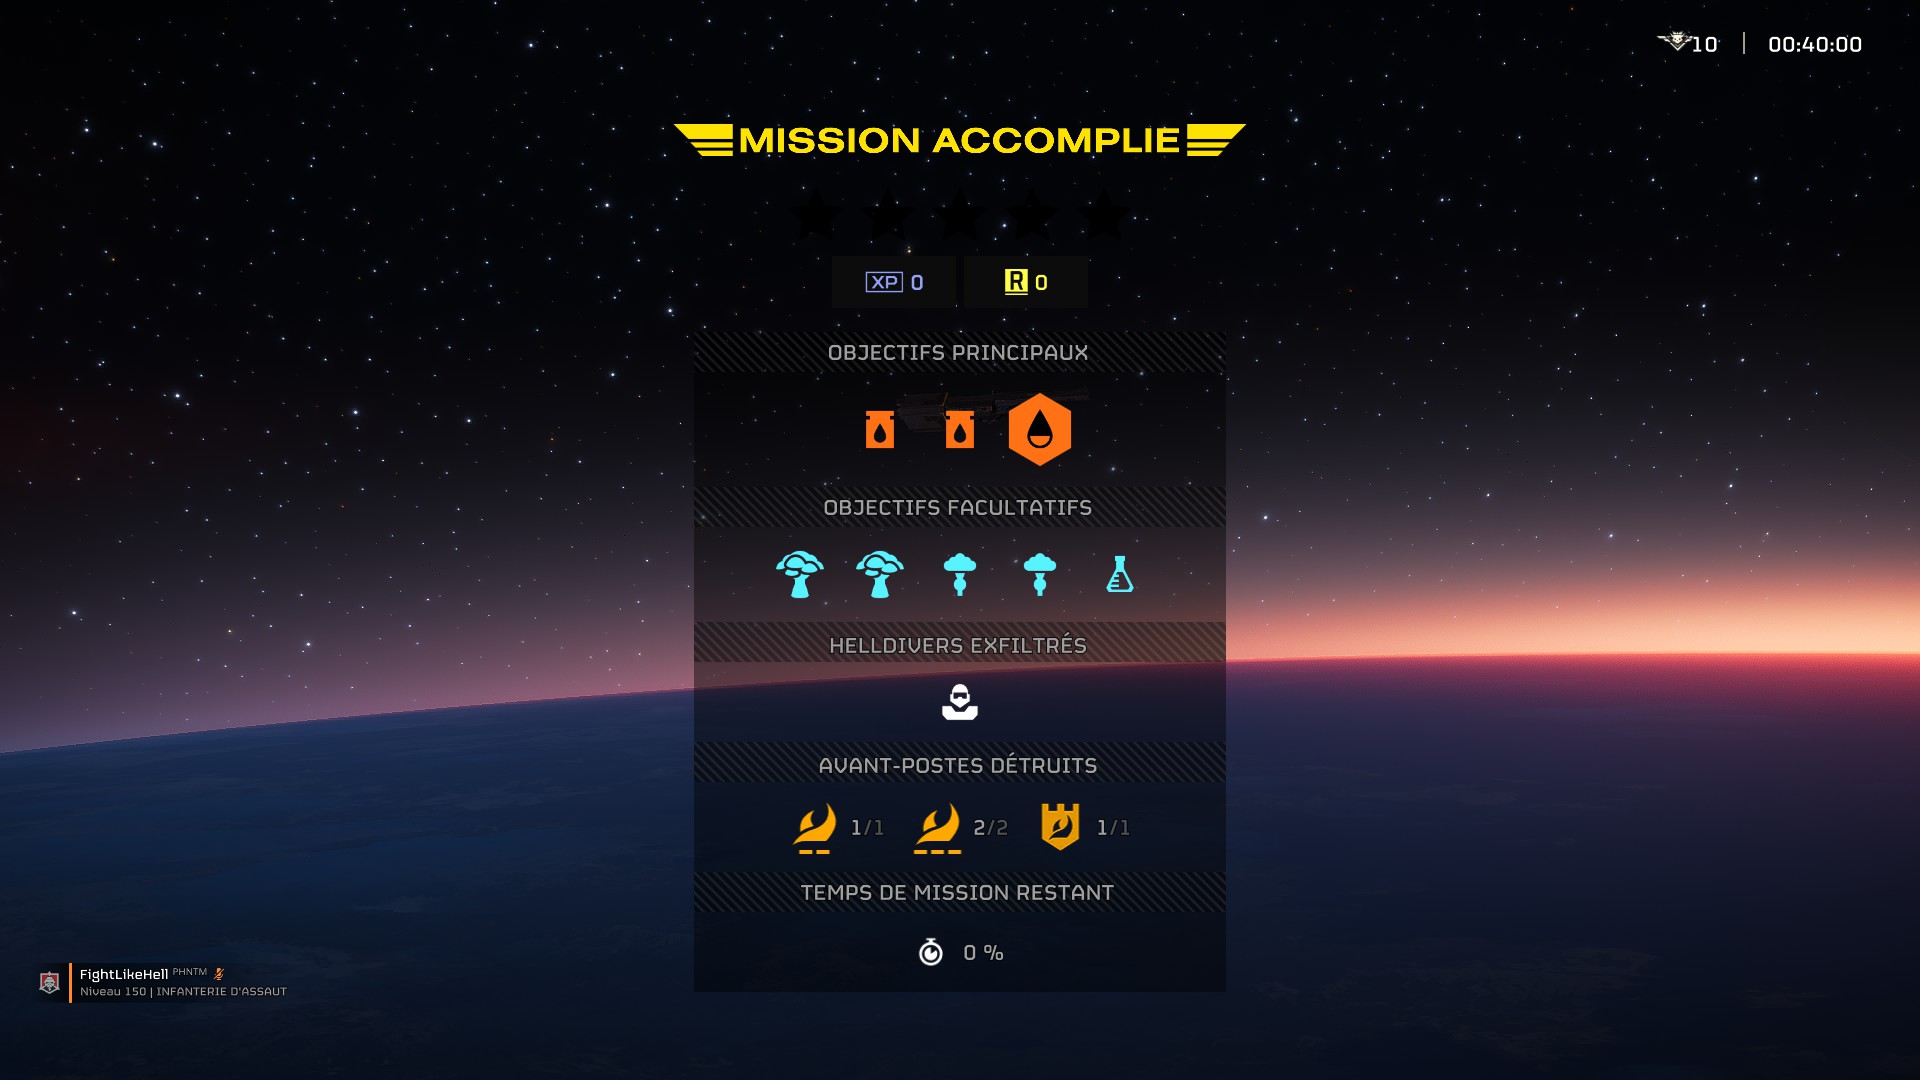 10 | 00:40:00
MISSION ACCOMPLIE
XP 0
R 0
OBJECTIFS PRINCIPAUX
OBJECTIFS FACULTATIFS
HELLDIVERS EXFILTRÉS
AVANT-POSTES DÉTRUITS
1/1 2/2 1/1
TEMPS DE MISSION RESTANT
0 %
FightLikeHell PHNTM
Niveau 150 | INFANTERIE D'ASSAUT